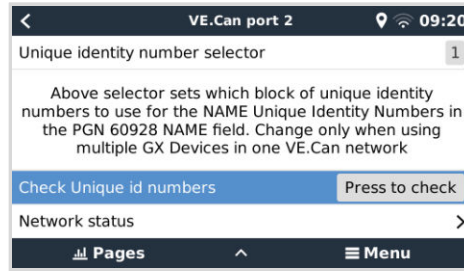 VE.Can port 2 09:20
Unique identity number selector 1
Above selector sets which block of unique identity
numbers to use for the NAME Unique Identity Numbers in
the PGN 60928 NAME field. Change only when using
multiple GX Devices in one VE.Can network
Check Unique id numbers Press to check
Network status
Pages Menu